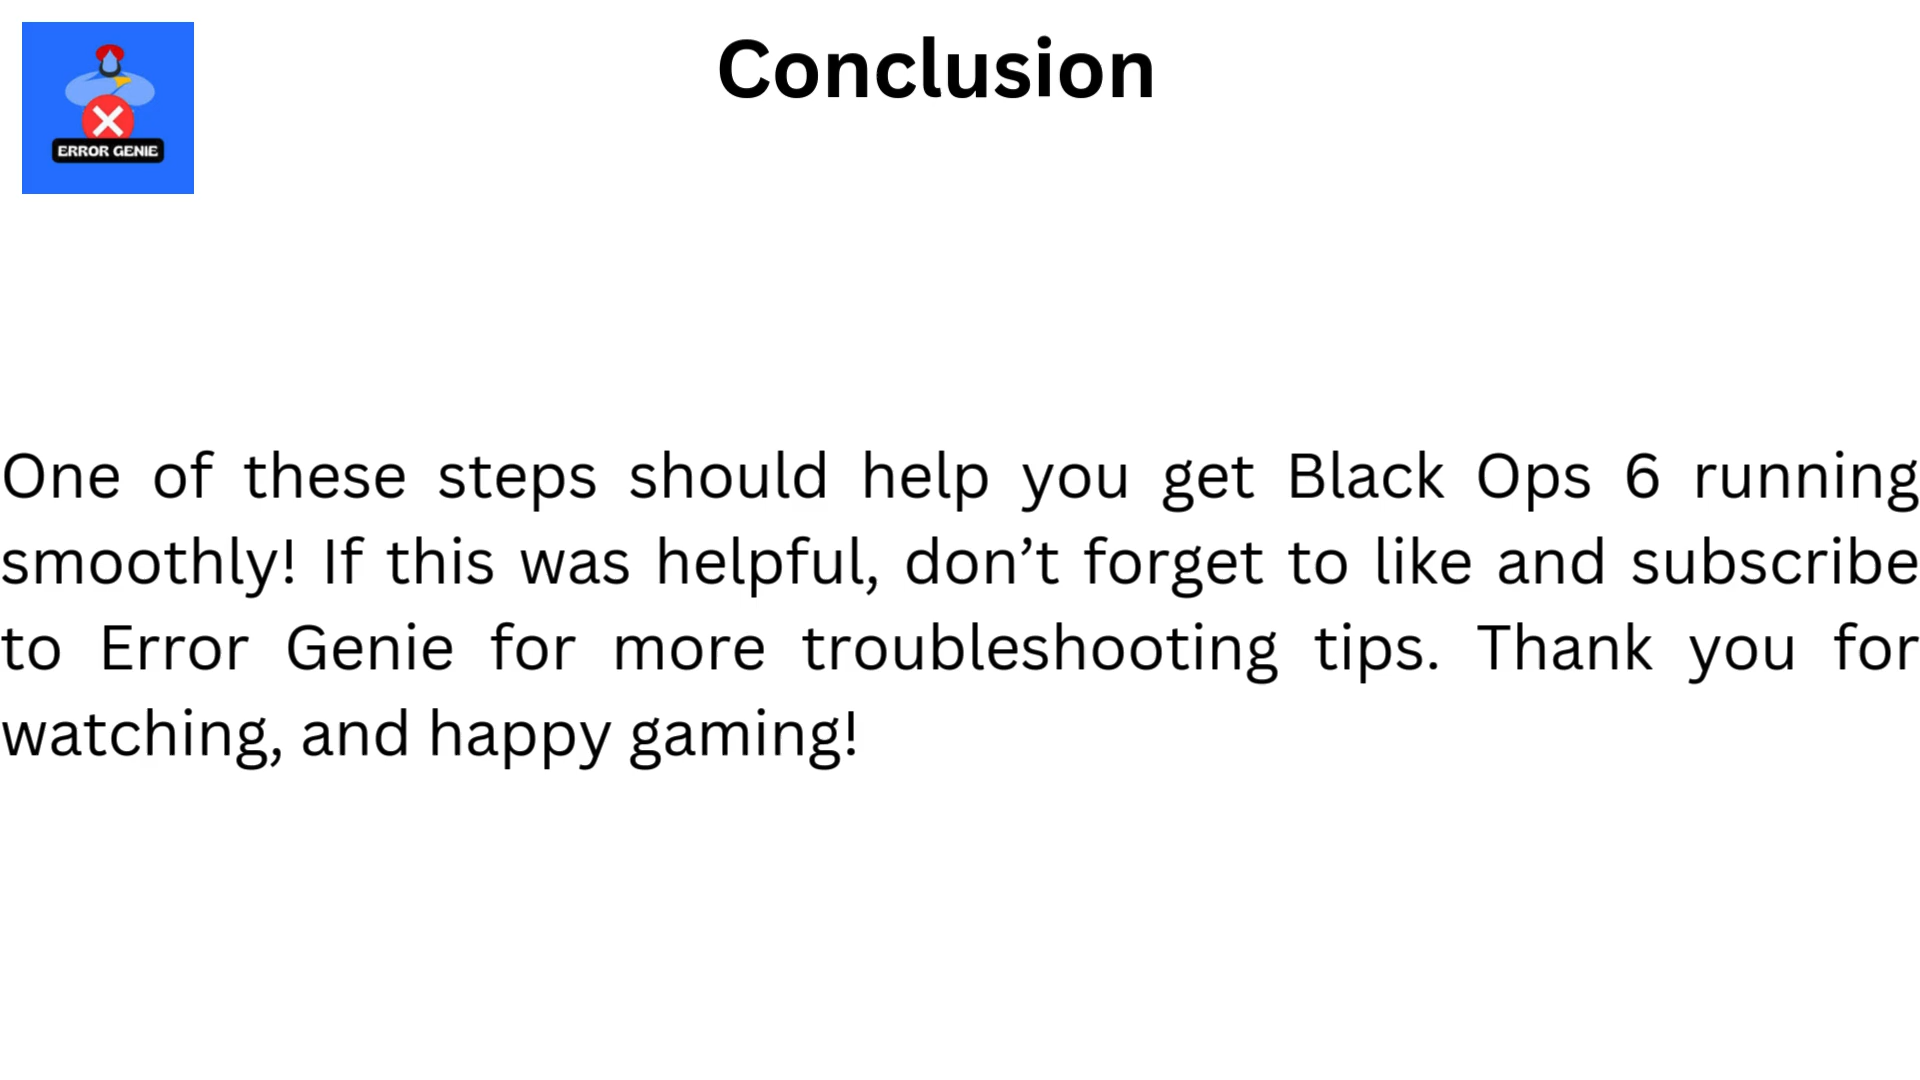 Conclusion
ERROR GENIE
One of these steps should help you get Black Ops 6 running
smoothly! If this was helpful, don’t forget to like and subscribe
to Error Genie for more troubleshooting tips. Thank you for
watching, and happy gaming!